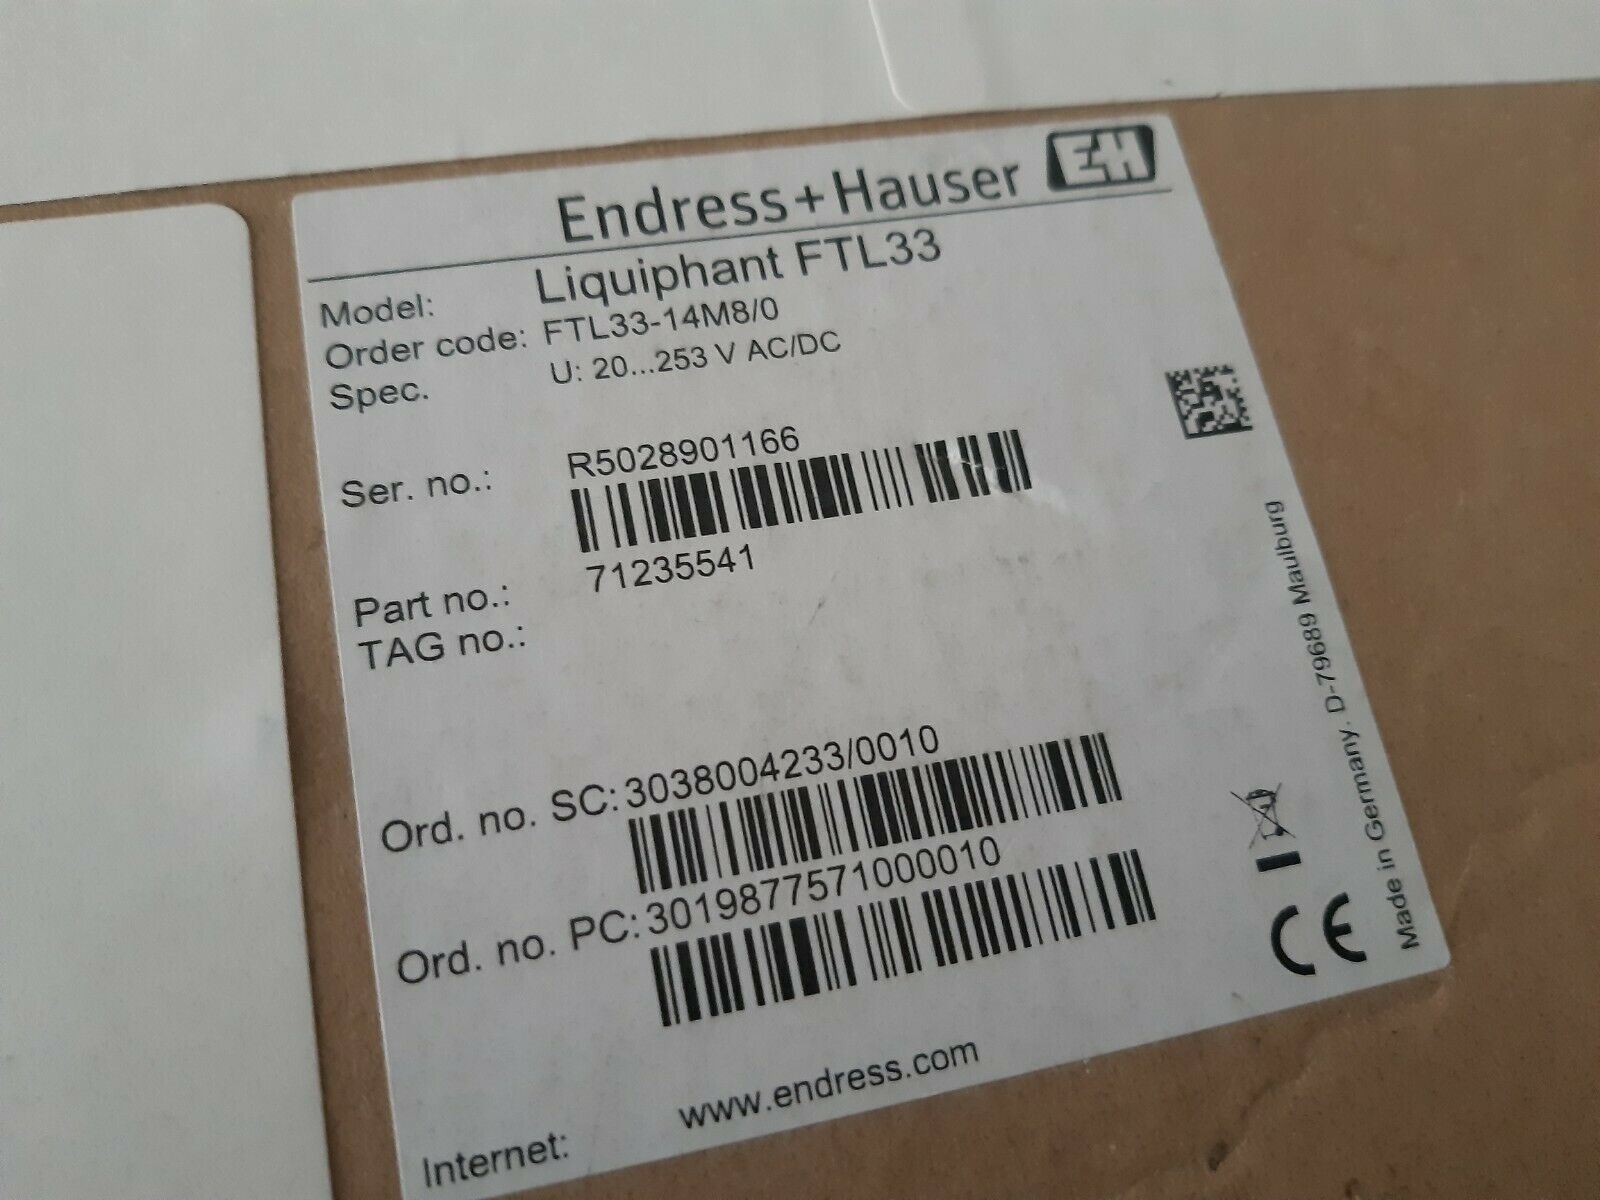 Endress+Hauser EH
Model: Liquiphant FTL33
Order code: FTL33-14M8/0
Spec. U: 20...253 V AC/DC
Ser. no.: R5028901166
Part no.: 71235541
TAG no.:
Ord. no. SC: 3038004233/0010
Ord. no. PC: 3019877571000010
Internet: www.endress.com
Made in Germany. D-79689 Maulburg
CE